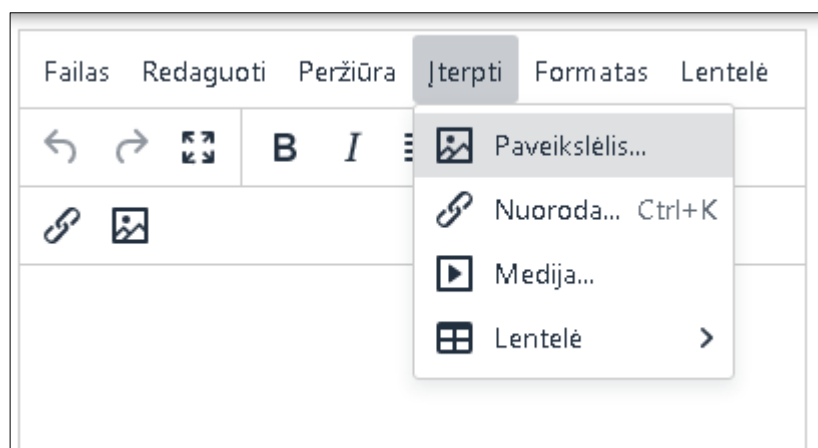 Failas Redaguoti Peržiūra Įterpti Formatas Lentelė
B I
Paveikslėlis...
Nuoroda... Ctrl+K
Medija...
Lentelė